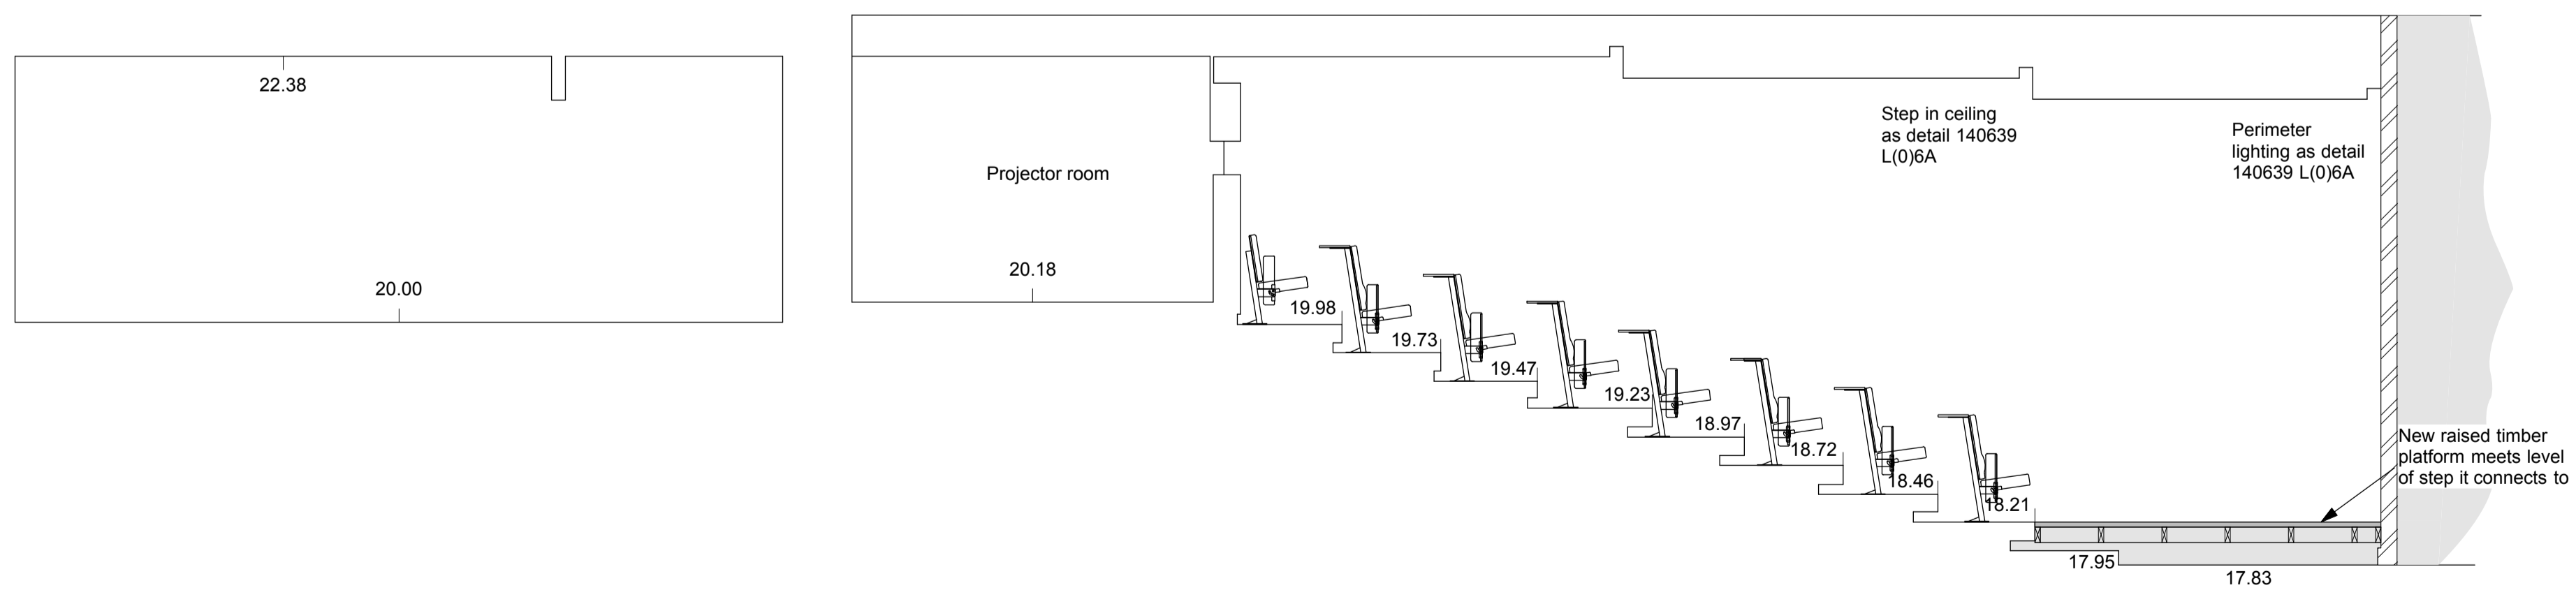 22.38
20.00
Projector room
20.18
Step in ceiling
as detail 140639
L(0)6A
Perimeter
lighting as detail
140639 L(0)6A
19.98
19.73
19.47
19.23
18.97
18.72
18.46
18.21
New raised timber
platform meets level
of step it connects to
17.95
17.83